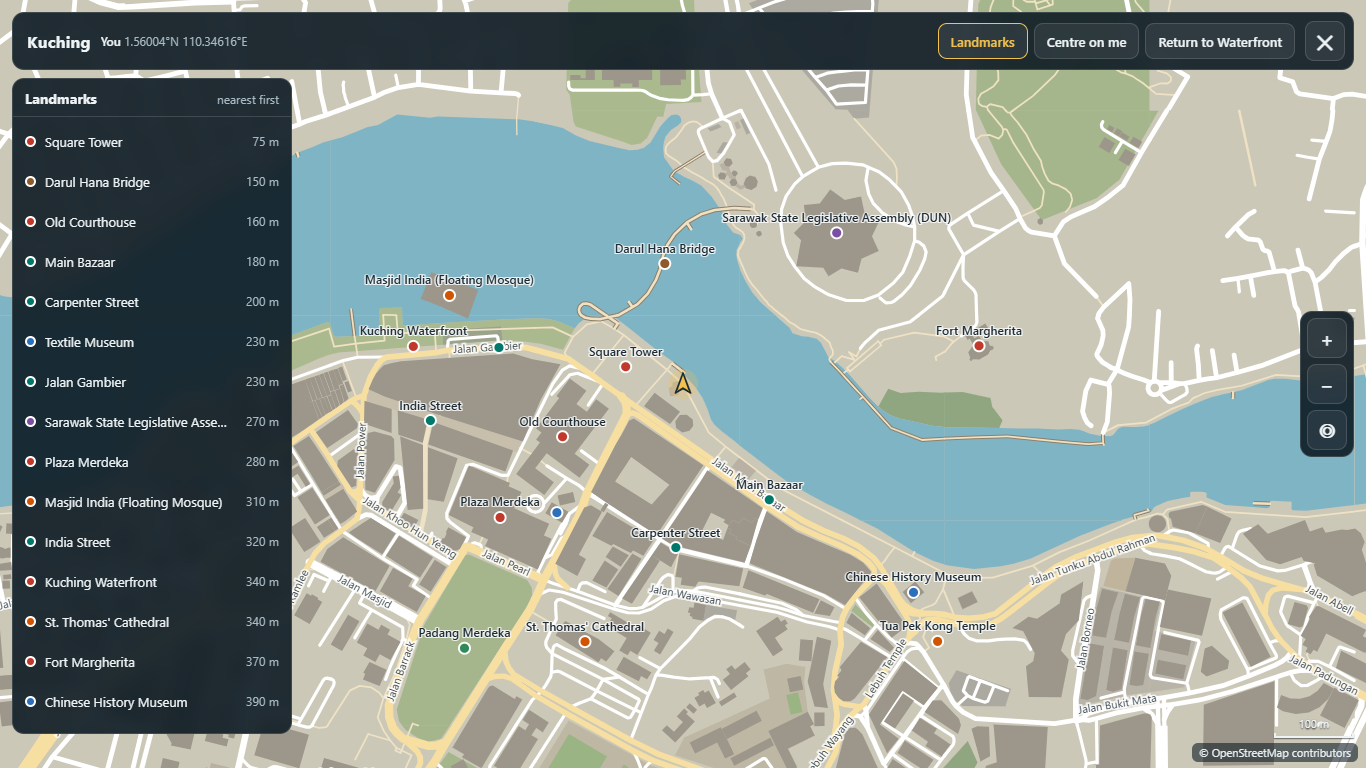 Kuching You 1.56004°N 110.34616°E
Landmarks Centre on me Return to Waterfront
Landmarks nearest first
Square Tower 75 m
Darul Hana Bridge 150 m
Old Courthouse 160 m
Main Bazaar 180 m
Carpenter Street 200 m
Textile Museum 230 m
Jalan Gambier 230 m
Sarawak State Legislative Asse... 270 m
Plaza Merdeka 280 m
Masjid India (Floating Mosque) 310 m
India Street 320 m
Kuching Waterfront 340 m
St. Thomas' Cathedral 340 m
Fort Margherita 370 m
Chinese History Museum 390 m
Sarawak State Legislative Assembly (DUN)
Darul Hana Bridge
Masjid India (Floating Mosque)
Kuching Waterfront
Fort Margherita
Jalan Gambier
Square Tower
India Street
Old Courthouse
Jalan Power
Jalan Main Bazaar
Main Bazaar
Plaza Merdeka
Jalan Khoo Hun Yeang
Carpenter Street
Jalan Pearl
Jalan Tunku Abdul Rahman
Chinese History Museum
Jalan Masjid
Jalan Wawasan
Jalan Abell
Tua Pek Kong Temple
St. Thomas' Cathedral
Padang Merdeka
Jalan Borneo
Jalan Barrack
Lebuh Temple
Jalan Padungan
Jalan Bukit Mata
Wayang
100 m
© OpenStreetMap contributors